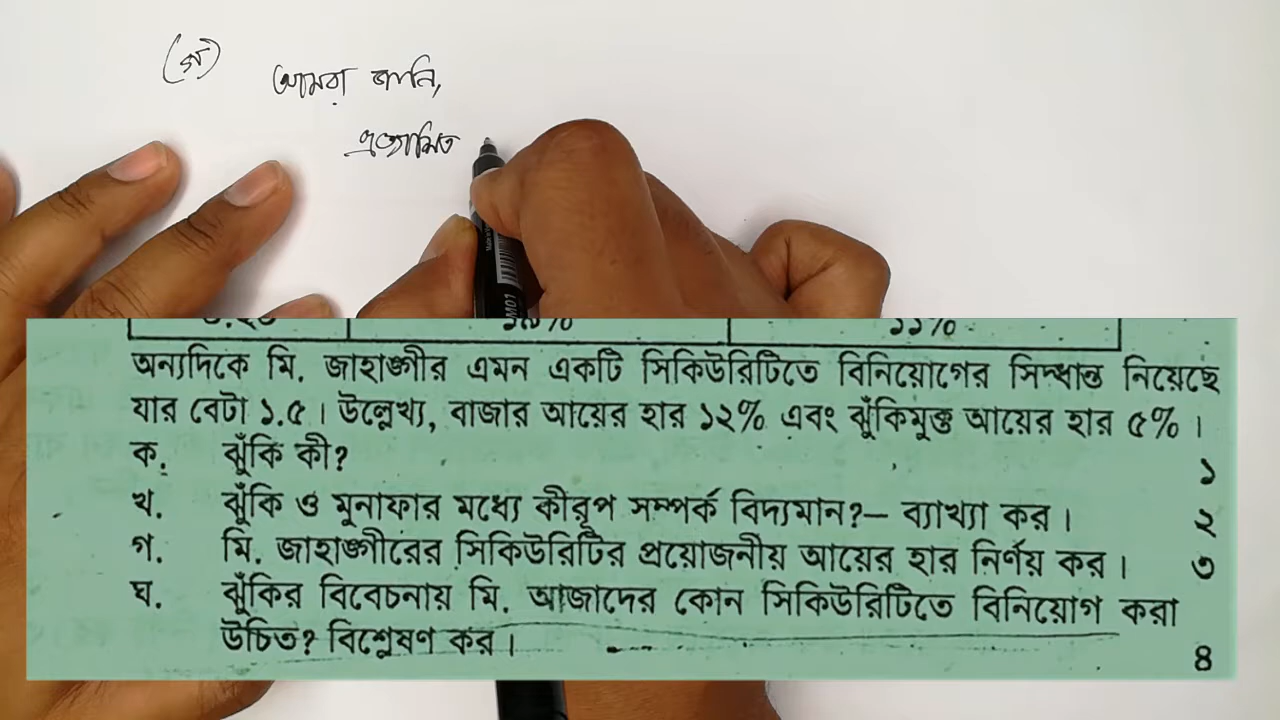 (গ) আমরা জানি,
প্রত্যাশিত
১১%
অন্যদিকে মি. জাহাঙ্গীর এমন একটি সিকিউরিটিতে বিনিয়োগের সিদ্ধান্ত নিয়েছে
যার বেটা ১.৫। উল্লেখ্য, বাজার আয়ের হার ১২% এবং ঝুঁকিমুক্ত আয়ের হার ৫%।
ক. ঝুঁকি কী? ১
খ. ঝুঁকি ও মুনাফার মধ্যে কীরূপ সম্পর্ক বিদ্যমান?— ব্যাখ্যা কর। ২
গ. মি. জাহাঙ্গীরের সিকিউরিটির প্রয়োজনীয় আয়ের হার নির্ণয় কর। ৩
ঘ. ঝুঁকির বিবেচনায় মি. আজাদের কোন সিকিউরিটিতে বিনিয়োগ করা
উচিত? বিশ্লেষণ কর। ৪